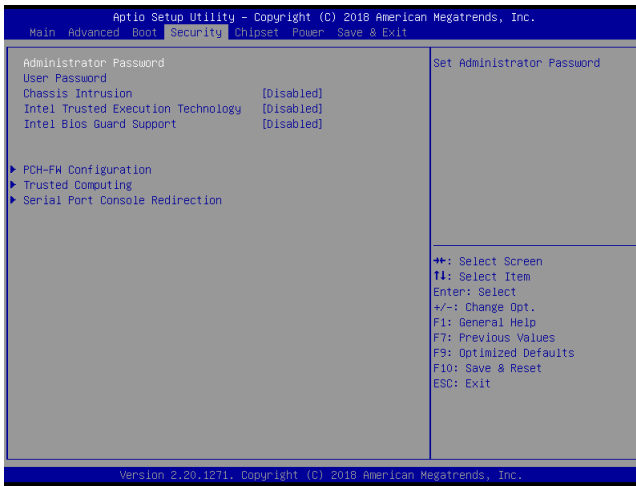 Aptio Setup Utility – Copyright (C) 2018 American Megatrends, Inc.
Main Advanced Boot Security Chipset Power Save & Exit
Administrator Password
User Password
Chassis Intrusion [Disabled]
Intel Trusted Execution Technology [Disabled]
Intel Bios Guard Support [Disabled]
PCH-FW Configuration
Trusted Computing
Serial Port Console Redirection
Set Administrator Password
→←: Select Screen
↑↓: Select Item
Enter: Select
+/-: Change Opt.
F1: General Help
F7: Previous Values
F9: Optimized Defaults
F10: Save & Reset
ESC: Exit
Version 2.20.1271. Copyright (C) 2018 American Megatrends, Inc.